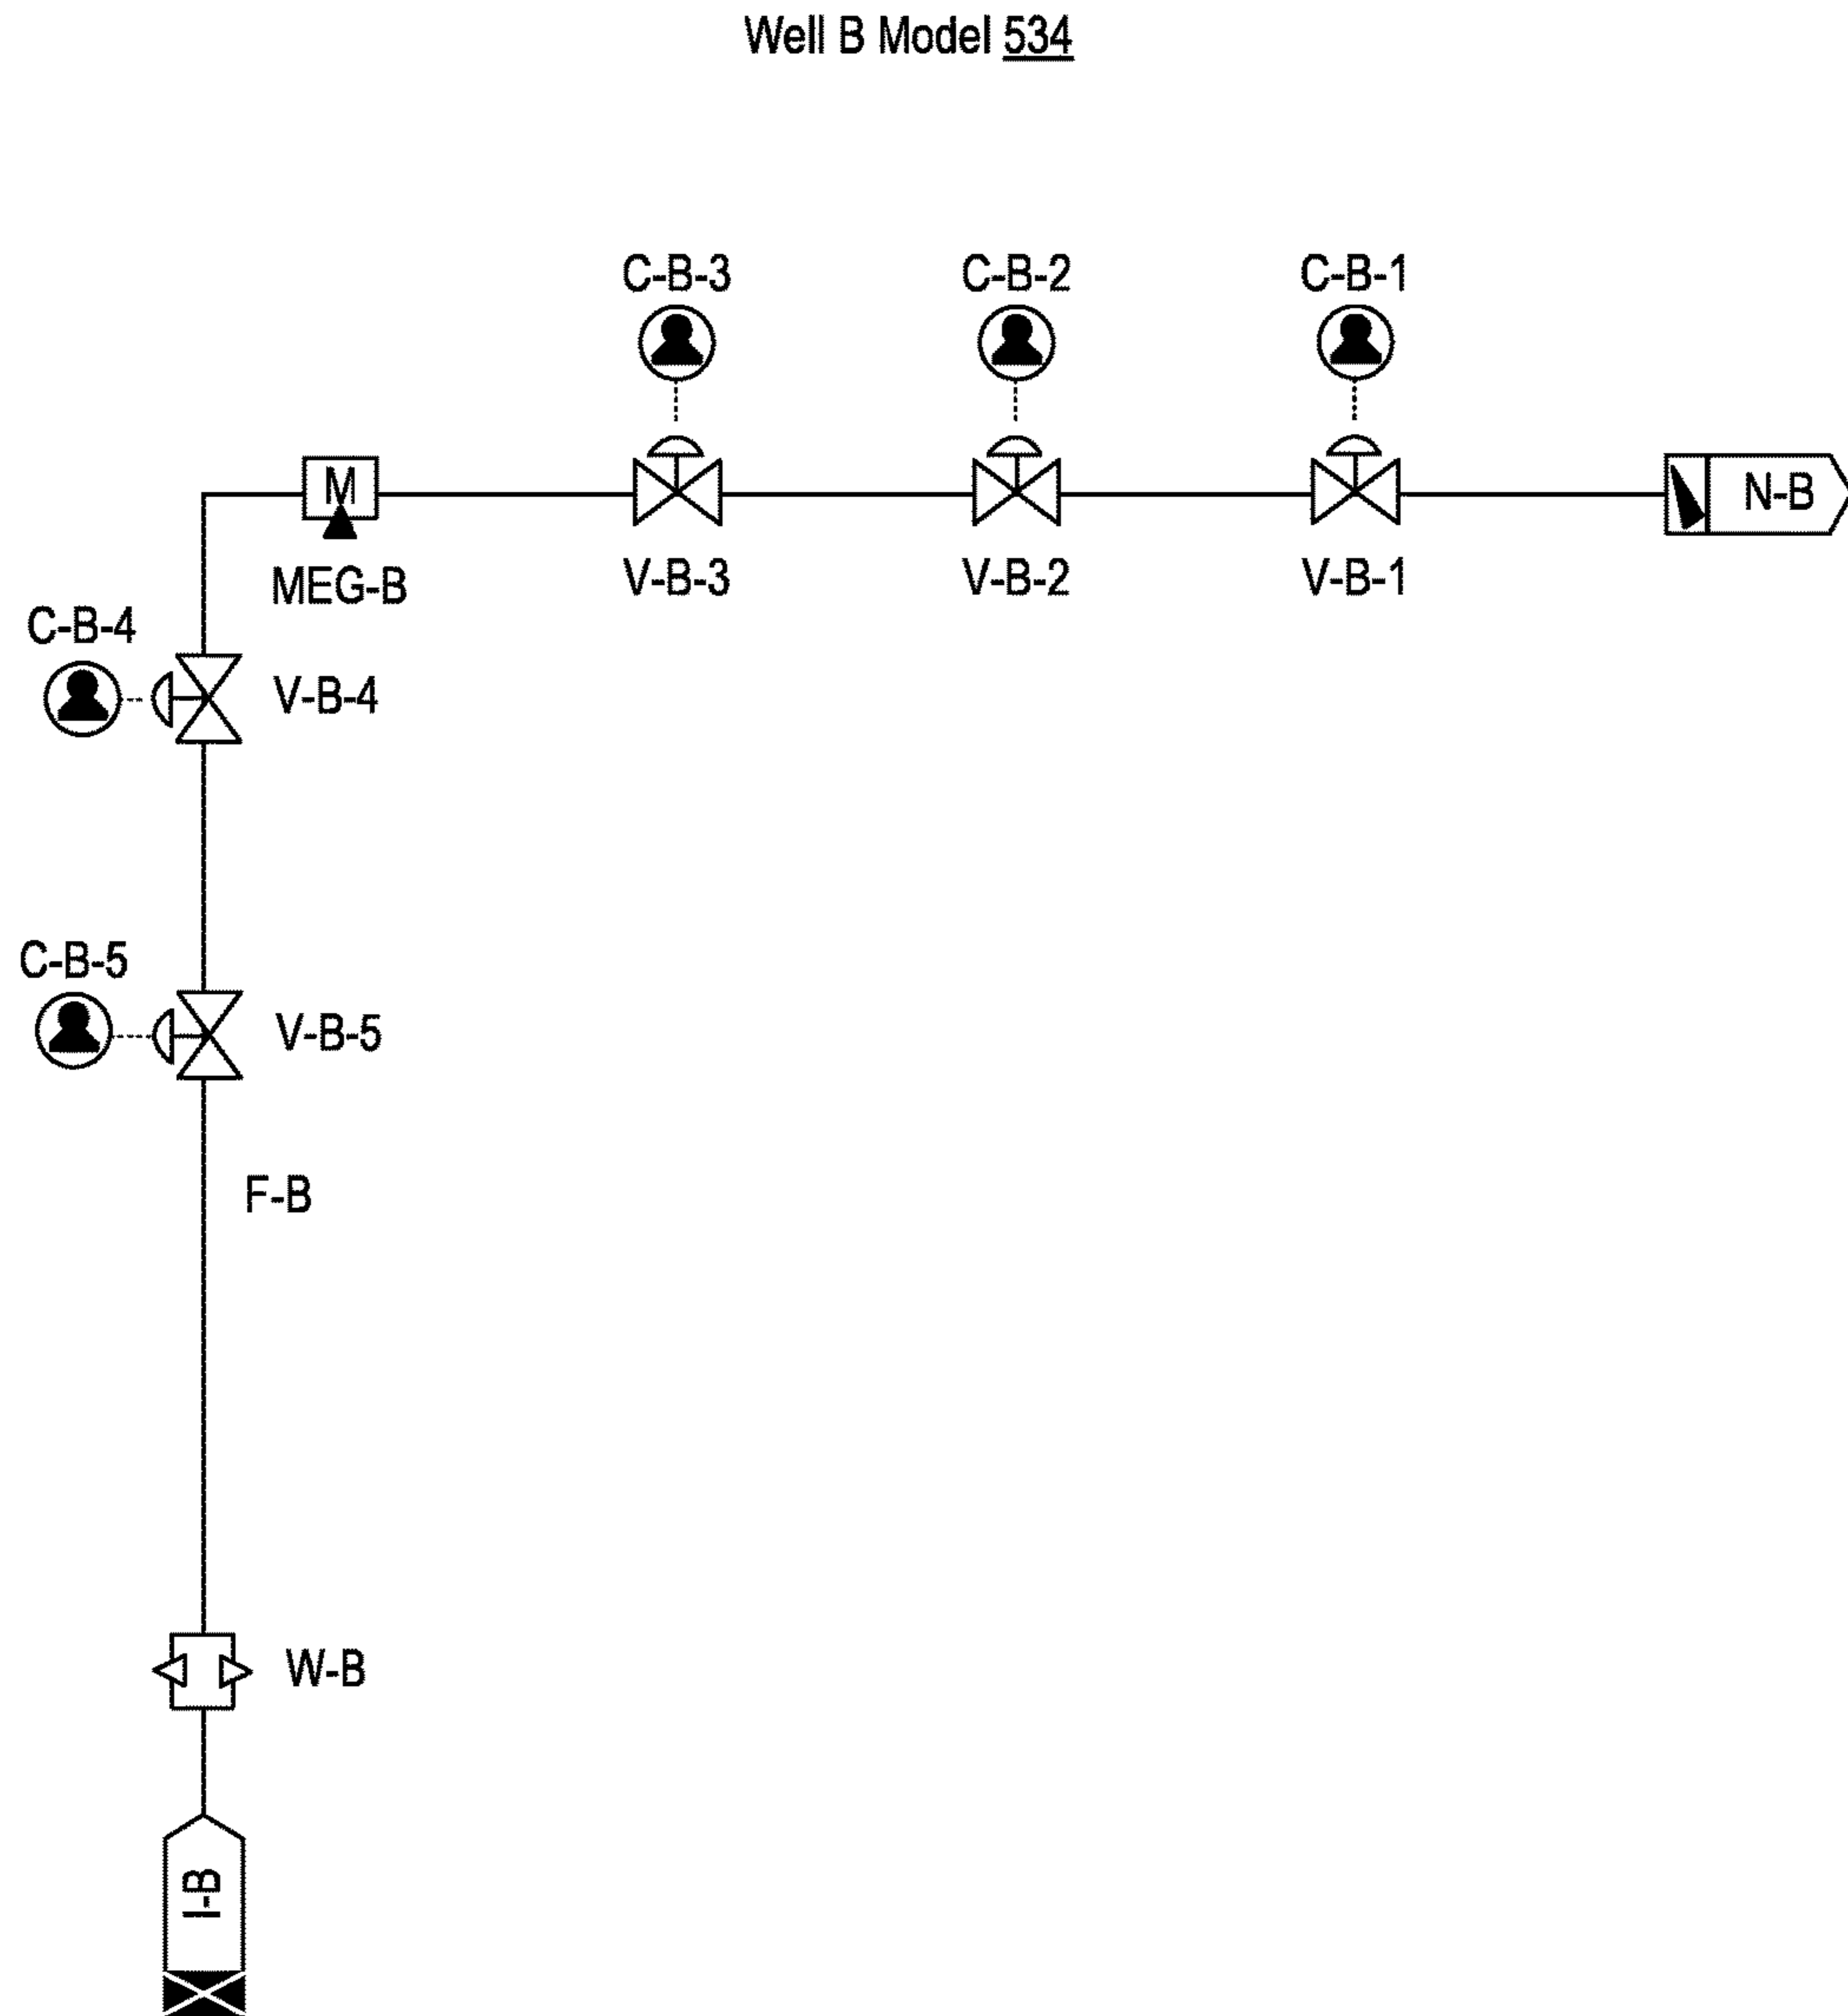 Well B Model 534
C-B-3 C-B-2 C-B-1
M
N-B
MEG-B
V-B-3 V-B-2 V-B-1
C-B-4
V-B-4
C-B-5
V-B-5
F-B
W-B
I-B